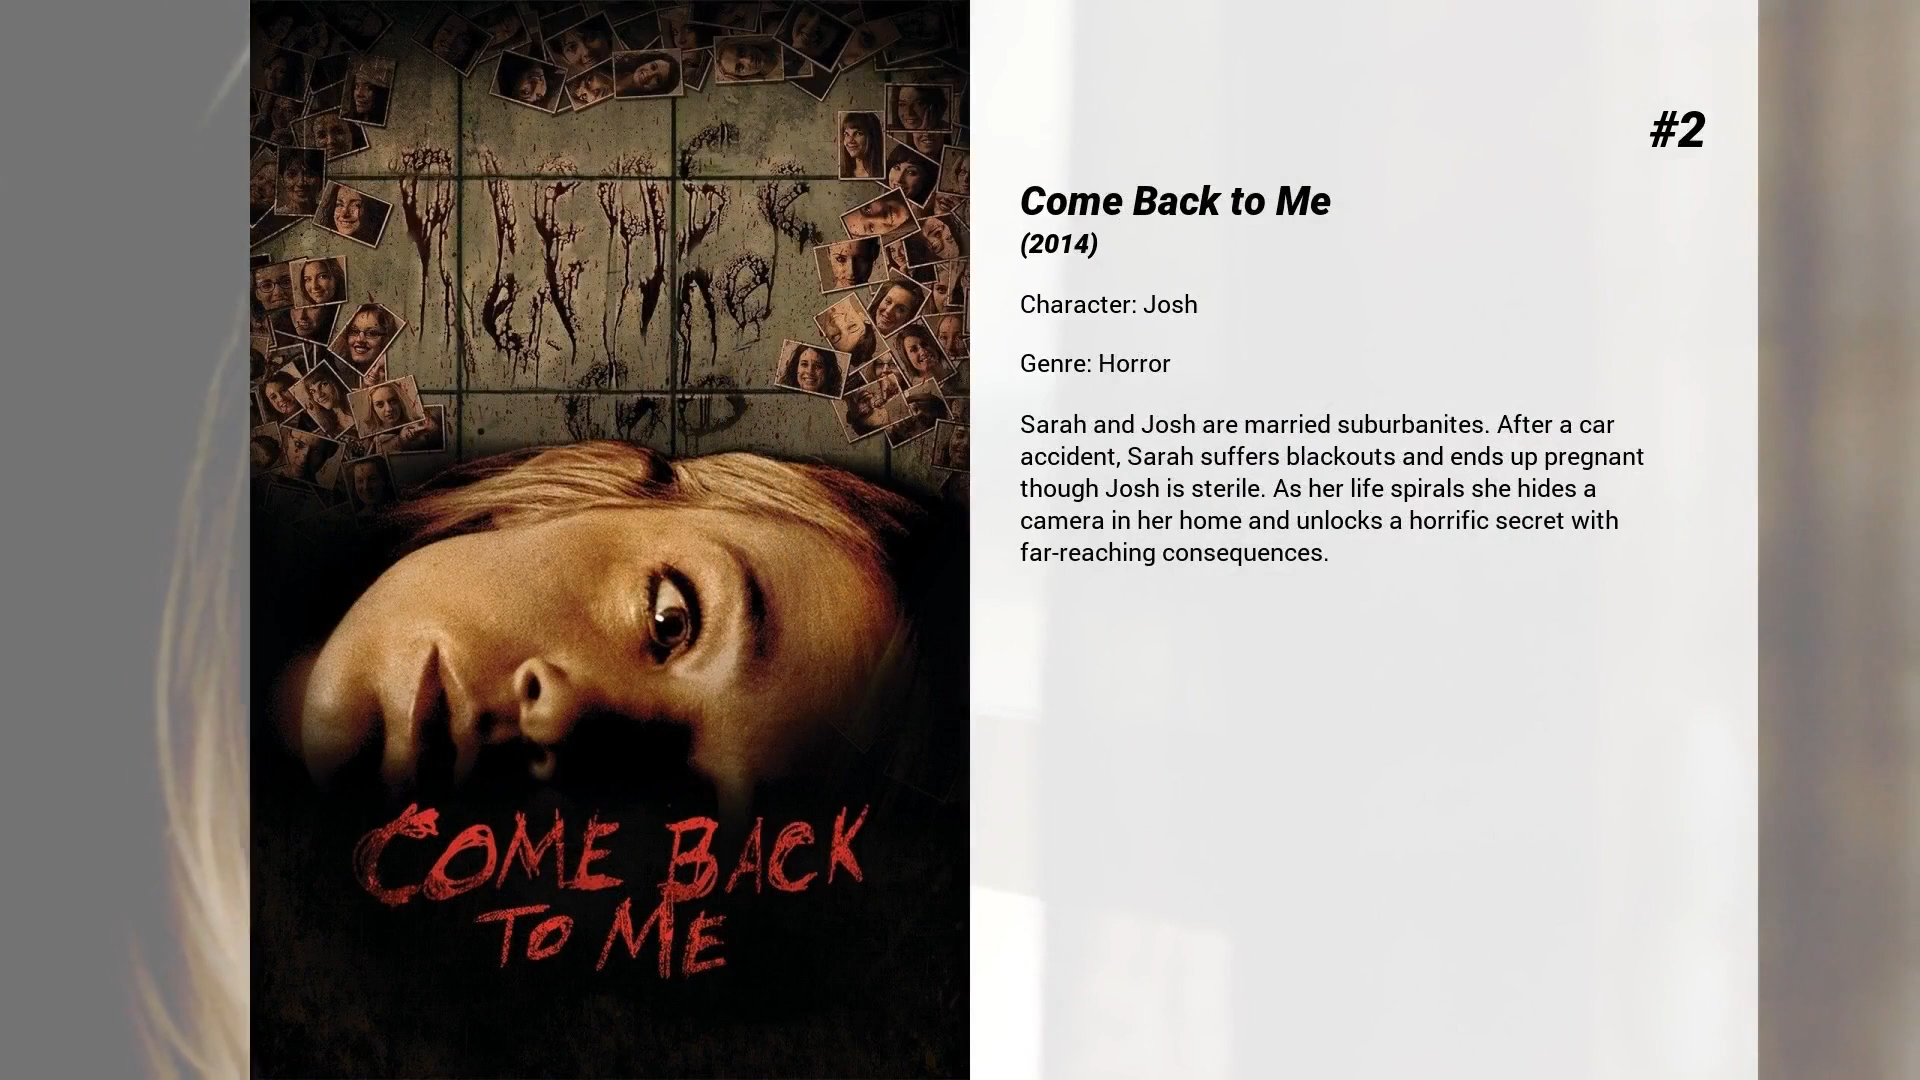 #2
Come Back to Me
(2014)
Character: Josh
Genre: Horror
Sarah and Josh are married suburbanites. After a car
accident, Sarah suffers blackouts and ends up pregnant
though Josh is sterile. As her life spirals she hides a
camera in her home and unlocks a horrific secret with
far-reaching consequences.
COME BACK
TO ME